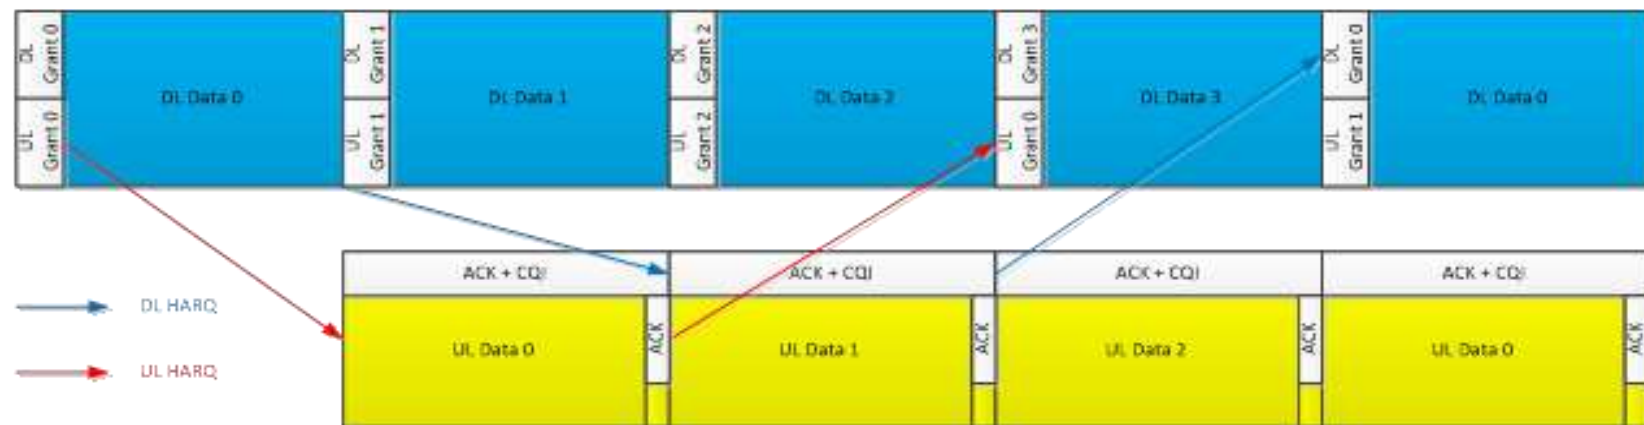 DL
Grant 0
UL
Grant 0
DL Data 0
DL
Grant 1
UL
Grant 1
DL Data 1
DL
Grant 2
UL
Grant 2
DL Data 2
DL
Grant 3
UL
Grant 0
DL Data 3
DL
Grant 0
UL
Grant 1
DL Data 0
ACK + CQI
ACK + CQI
ACK + CQI
ACK + CQI
DL HARQ
UL HARQ
UL Data 0
ACK
UL Data 1
ACK
UL Data 2
ACK
UL Data 0
ACK